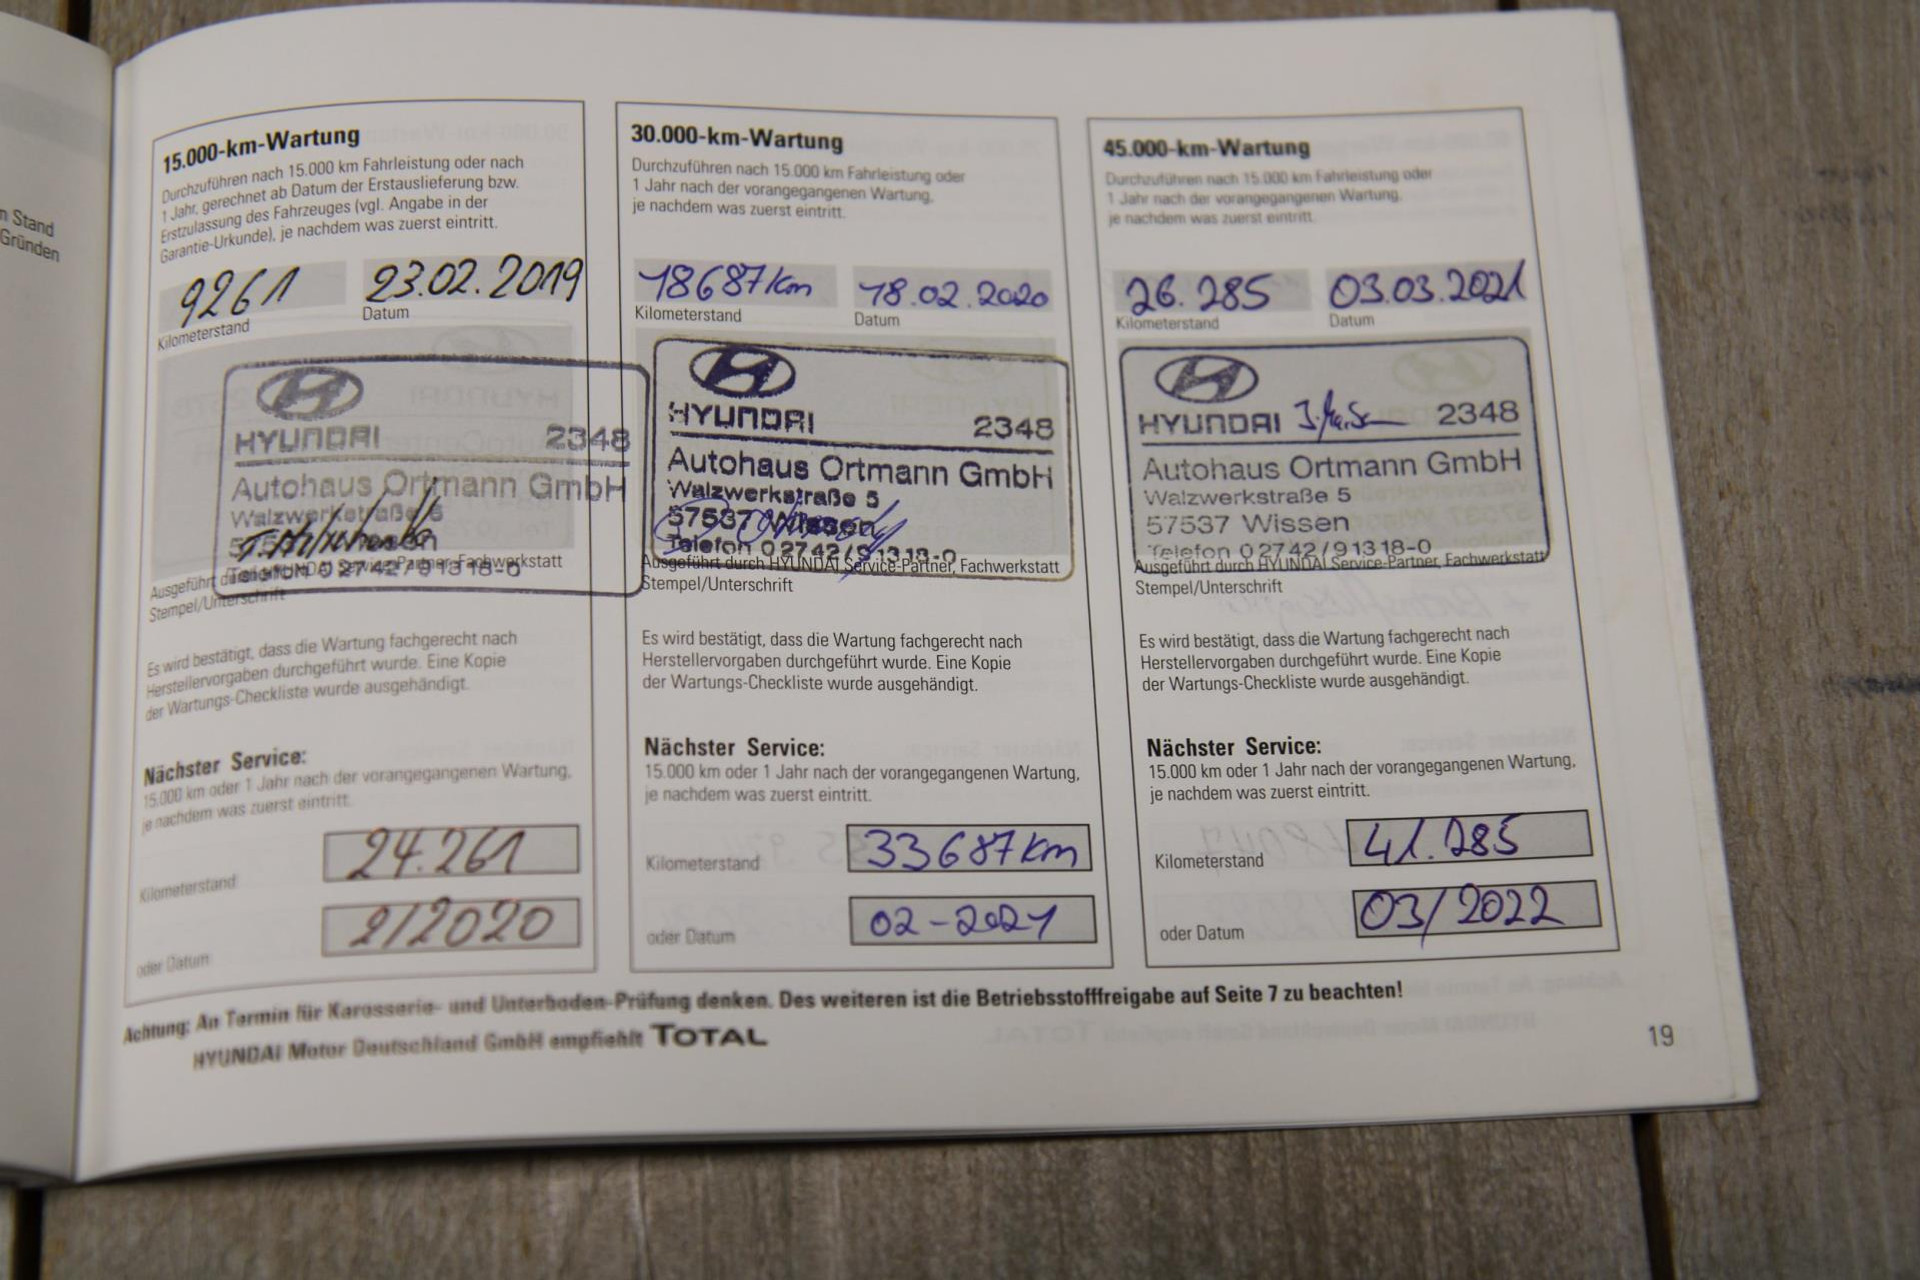 n Stand
Gründen
15.000-km-Wartung
Durchzuführen nach 15.000 km Fahrleistung oder nach
1 Jahr, gerechnet ab Datum der Erstauslieferung bzw.
Erstzulassung des Fahrzeuges (vgl. Angabe in der
Garantie-Urkunde), je nachdem was zuerst eintritt.
9261 23.02.2019
Kilometerstand Datum
HYUNDAI 2348
Autohaus Ortmann GmbH
Walzwerkstraße 5
Telefon 02742/91318-0
Ausgeführt durch HYUNDAI Service-Partner, Fachwerkstatt
Stempel/Unterschrift
Es wird bestätigt, dass die Wartung fachgerecht nach
Herstellervorgaben durchgeführt wurde. Eine Kopie
der Wartungs-Checkliste wurde ausgehändigt.
Nächster Service:
15.000 km oder 1 Jahr nach der vorangegangenen Wartung,
je nachdem was zuerst eintritt.
Kilometerstand 24.261
oder Datum 2/2020
30.000-km-Wartung
Durchzuführen nach 15.000 km Fahrleistung oder
1 Jahr nach der vorangegangenen Wartung,
je nachdem was zuerst eintritt.
18687km 18.02.2020
Kilometerstand Datum
HYUNDAI 2348
Autohaus Ortmann GmbH
Walzwerkstraße 5
57537 Wissen
Telefon 02742/91318-0
Ausgeführt durch HYUNDAI Service-Partner, Fachwerkstatt
Stempel/Unterschrift
Es wird bestätigt, dass die Wartung fachgerecht nach
Herstellervorgaben durchgeführt wurde. Eine Kopie
der Wartungs-Checkliste wurde ausgehändigt.
Nächster Service:
15.000 km oder 1 Jahr nach der vorangegangenen Wartung,
je nachdem was zuerst eintritt.
Kilometerstand 33687km
oder Datum 02-2021
45.000-km-Wartung
Durchzuführen nach 15.000 km Fahrleistung oder
1 Jahr nach der vorangegangenen Wartung,
je nachdem was zuerst eintritt.
26.285 03.03.2021
Kilometerstand Datum
HYUNDAI 2348
Autohaus Ortmann GmbH
Walzwerkstraße 5
57537 Wissen
Telefon 02742/91318-0
Ausgeführt durch HYUNDAI Service-Partner, Fachwerkstatt
Stempel/Unterschrift
Es wird bestätigt, dass die Wartung fachgerecht nach
Herstellervorgaben durchgeführt wurde. Eine Kopie
der Wartungs-Checkliste wurde ausgehändigt.
Nächster Service:
15.000 km oder 1 Jahr nach der vorangegangenen Wartung,
je nachdem was zuerst eintritt.
Kilometerstand 41.285
oder Datum 03/2022
Achtung: An Termin für Karosserie- und Unterboden-Prüfung denken. Des weiteren ist die Betriebsstofffreigabe auf Seite 7 zu beachten!
HYUNDAI Motor Deutschland GmbH empfiehlt TOTAL
19